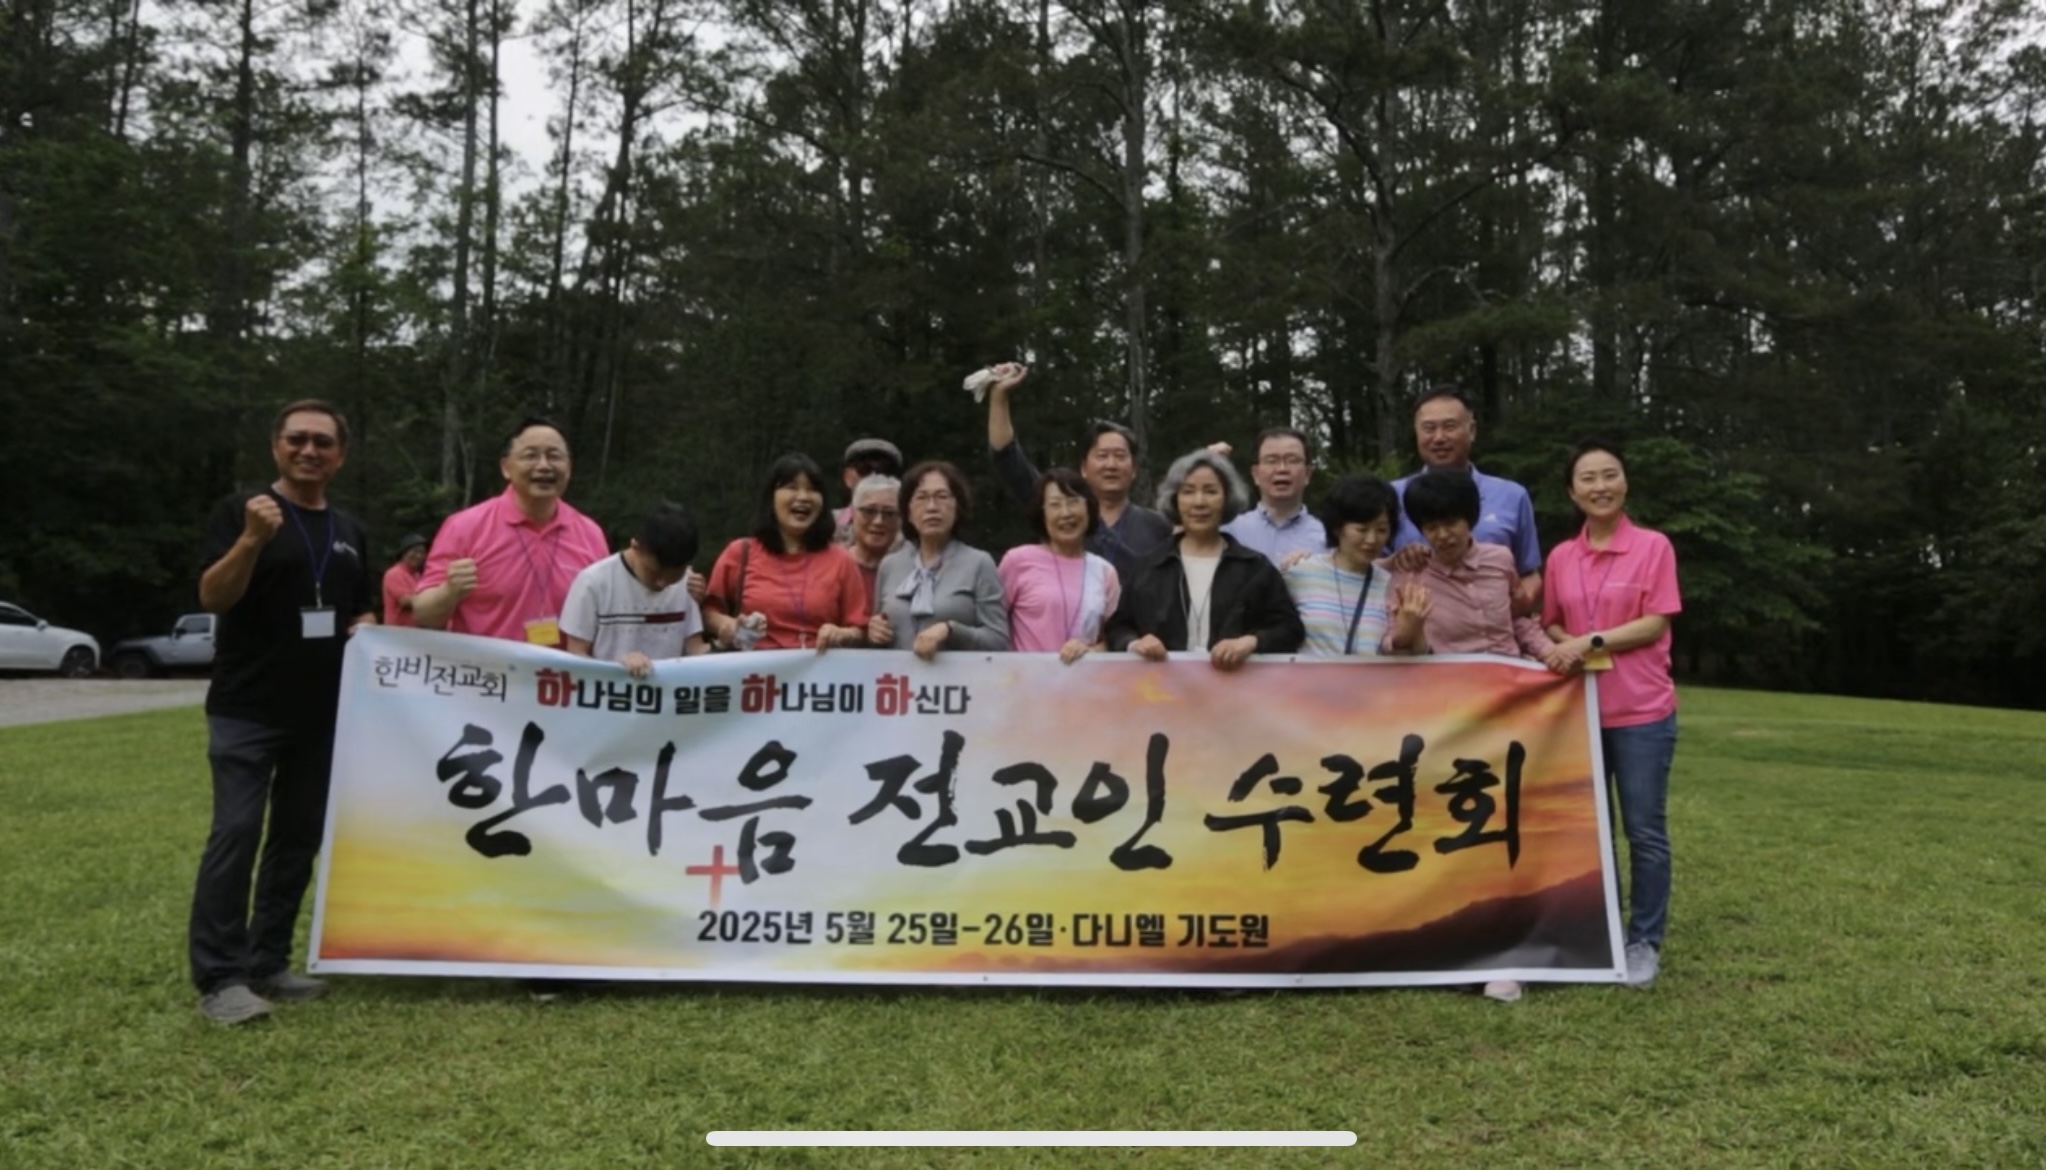 한비전교회
하나님의 일을 하나님이 하신다
한마음 전교인 수련회
2025년 5월 25일-26일·다니엘 기도원